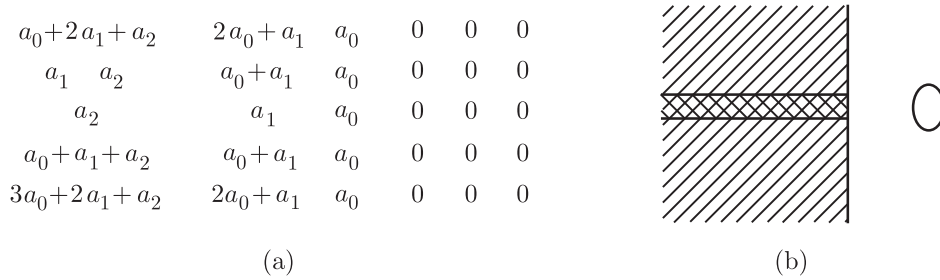 a₀+2a₁+a₂ 2a₀+a₁ a₀ 0 0 0
a₁ a₂ a₀+a₁ a₀ 0 0 0
a₂ a₁ a₀ 0 0 0
a₀+a₁+a₂ a₀+a₁ a₀ 0 0 0
3a₀+2a₁+a₂ 2a₀+a₁ a₀ 0 0 0
(a) (b)